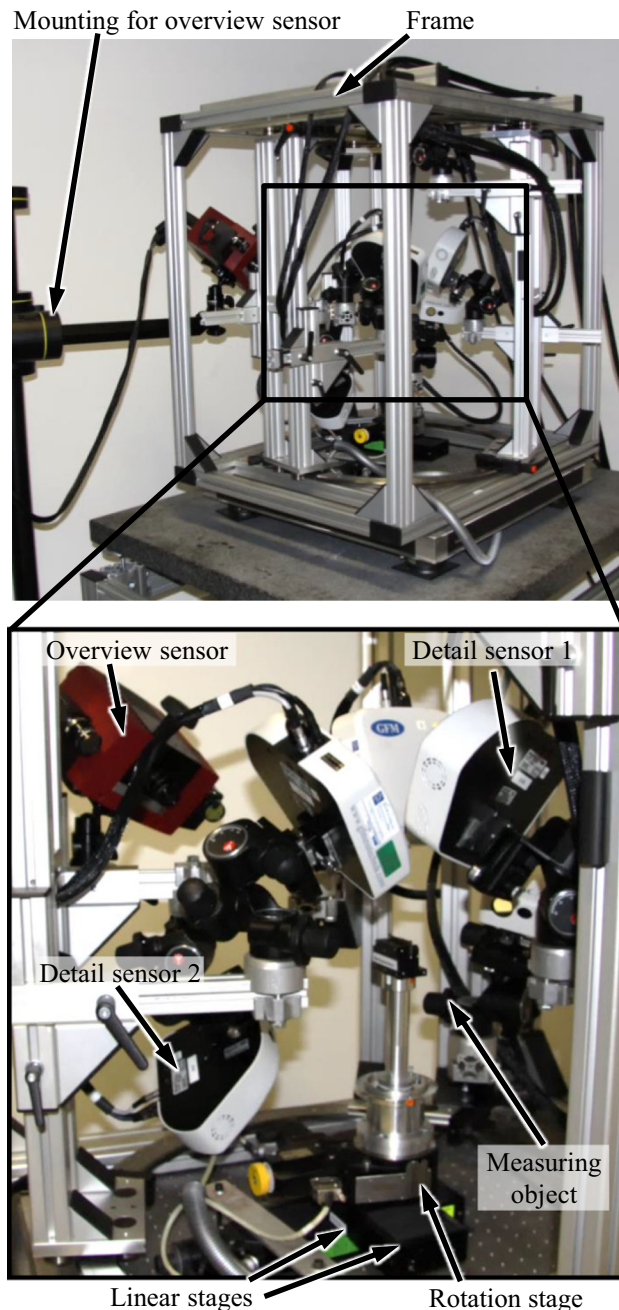 Mounting for overview sensor
Frame
Overview sensor
Detail sensor 1
GFM
Detail sensor 2
Measuring
object
Linear stages
Rotation stage